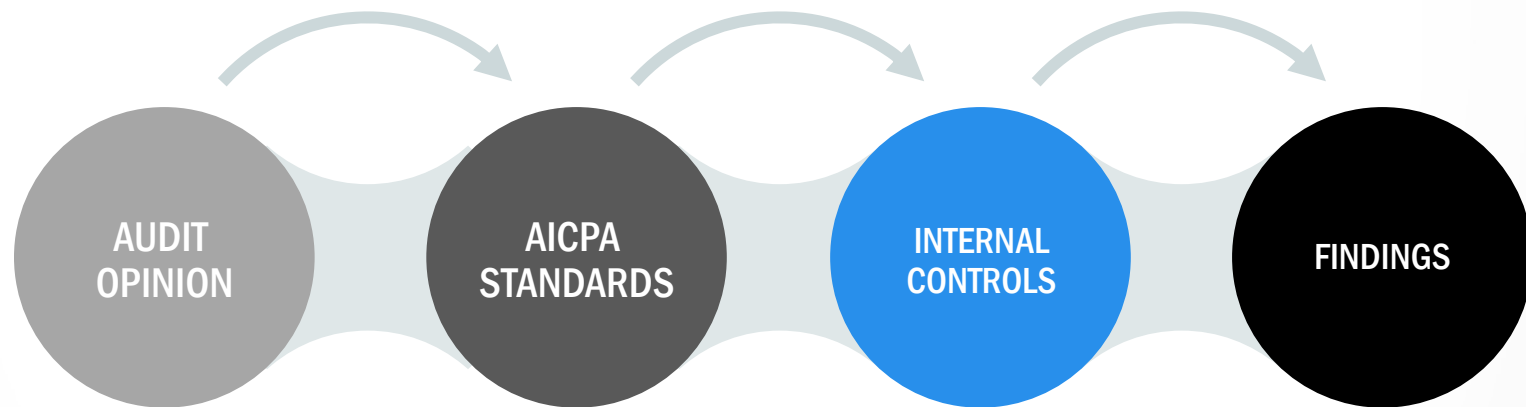 AUDIT
OPINION
AICPA
STANDARDS
INTERNAL
CONTROLS
FINDINGS